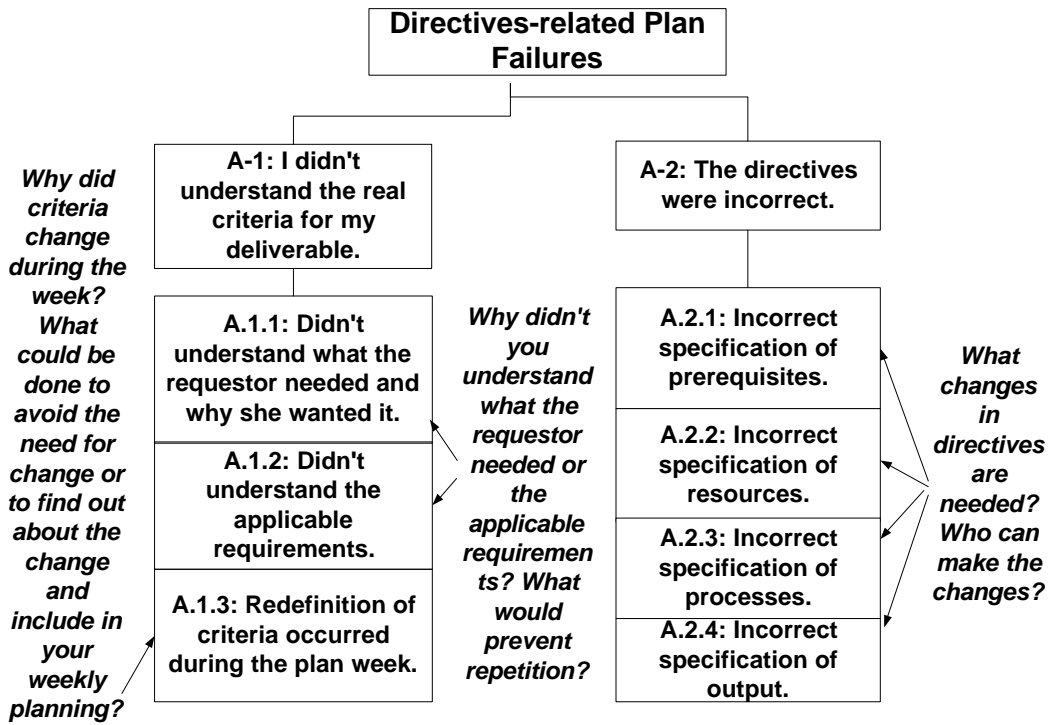 Directives-related Plan
Failures
A-1: I didn't
understand the real
criteria for my
deliverable.
A-2: The directives
were incorrect.
Why did
criteria
change
during the
week?
What
could be
done to
avoid the
need for
change or
to find out
about the
change
and
include in
your
weekly
planning?
A.1.1: Didn't
understand what the
requestor needed and
why she wanted it.
A.1.2: Didn't
understand the
applicable
requirements.
A.1.3: Redefinition of
criteria occurred
during the plan week.
Why didn't
you
understand
what the
requestor
needed or
the
applicable
requiremen
ts? What
would
prevent
repetition?
A.2.1: Incorrect
specification of
prerequisites.
A.2.2: Incorrect
specification of
resources.
A.2.3: Incorrect
specification of
processes.
A.2.4: Incorrect
specification of
output.
What
changes
in
directives
are
needed?
Who can
make the
changes?